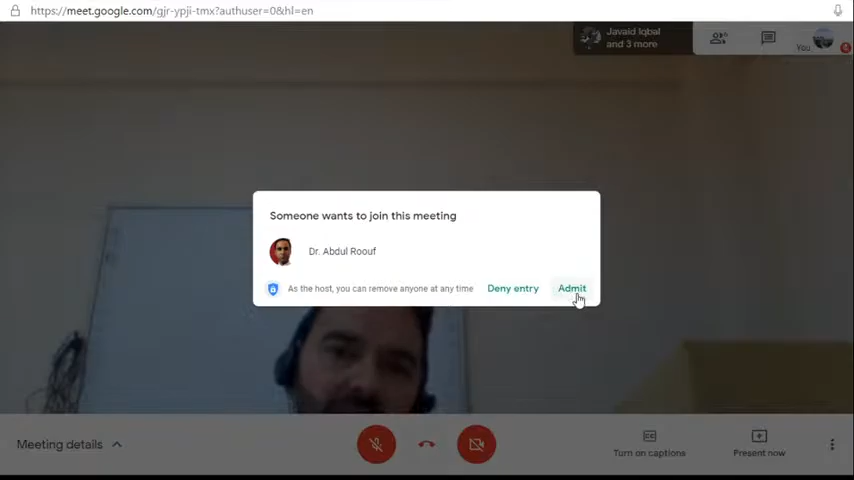 https://meet.google.com/gjr-ypji-tmx?authuser=0&hl=en
Javaid Iqbal
and 3 more
You
Someone wants to join this meeting
Dr. Abdul Roouf
As the host, you can remove anyone at any time
Deny entry
Admit
Meeting details
CC
Turn on captions
Present now